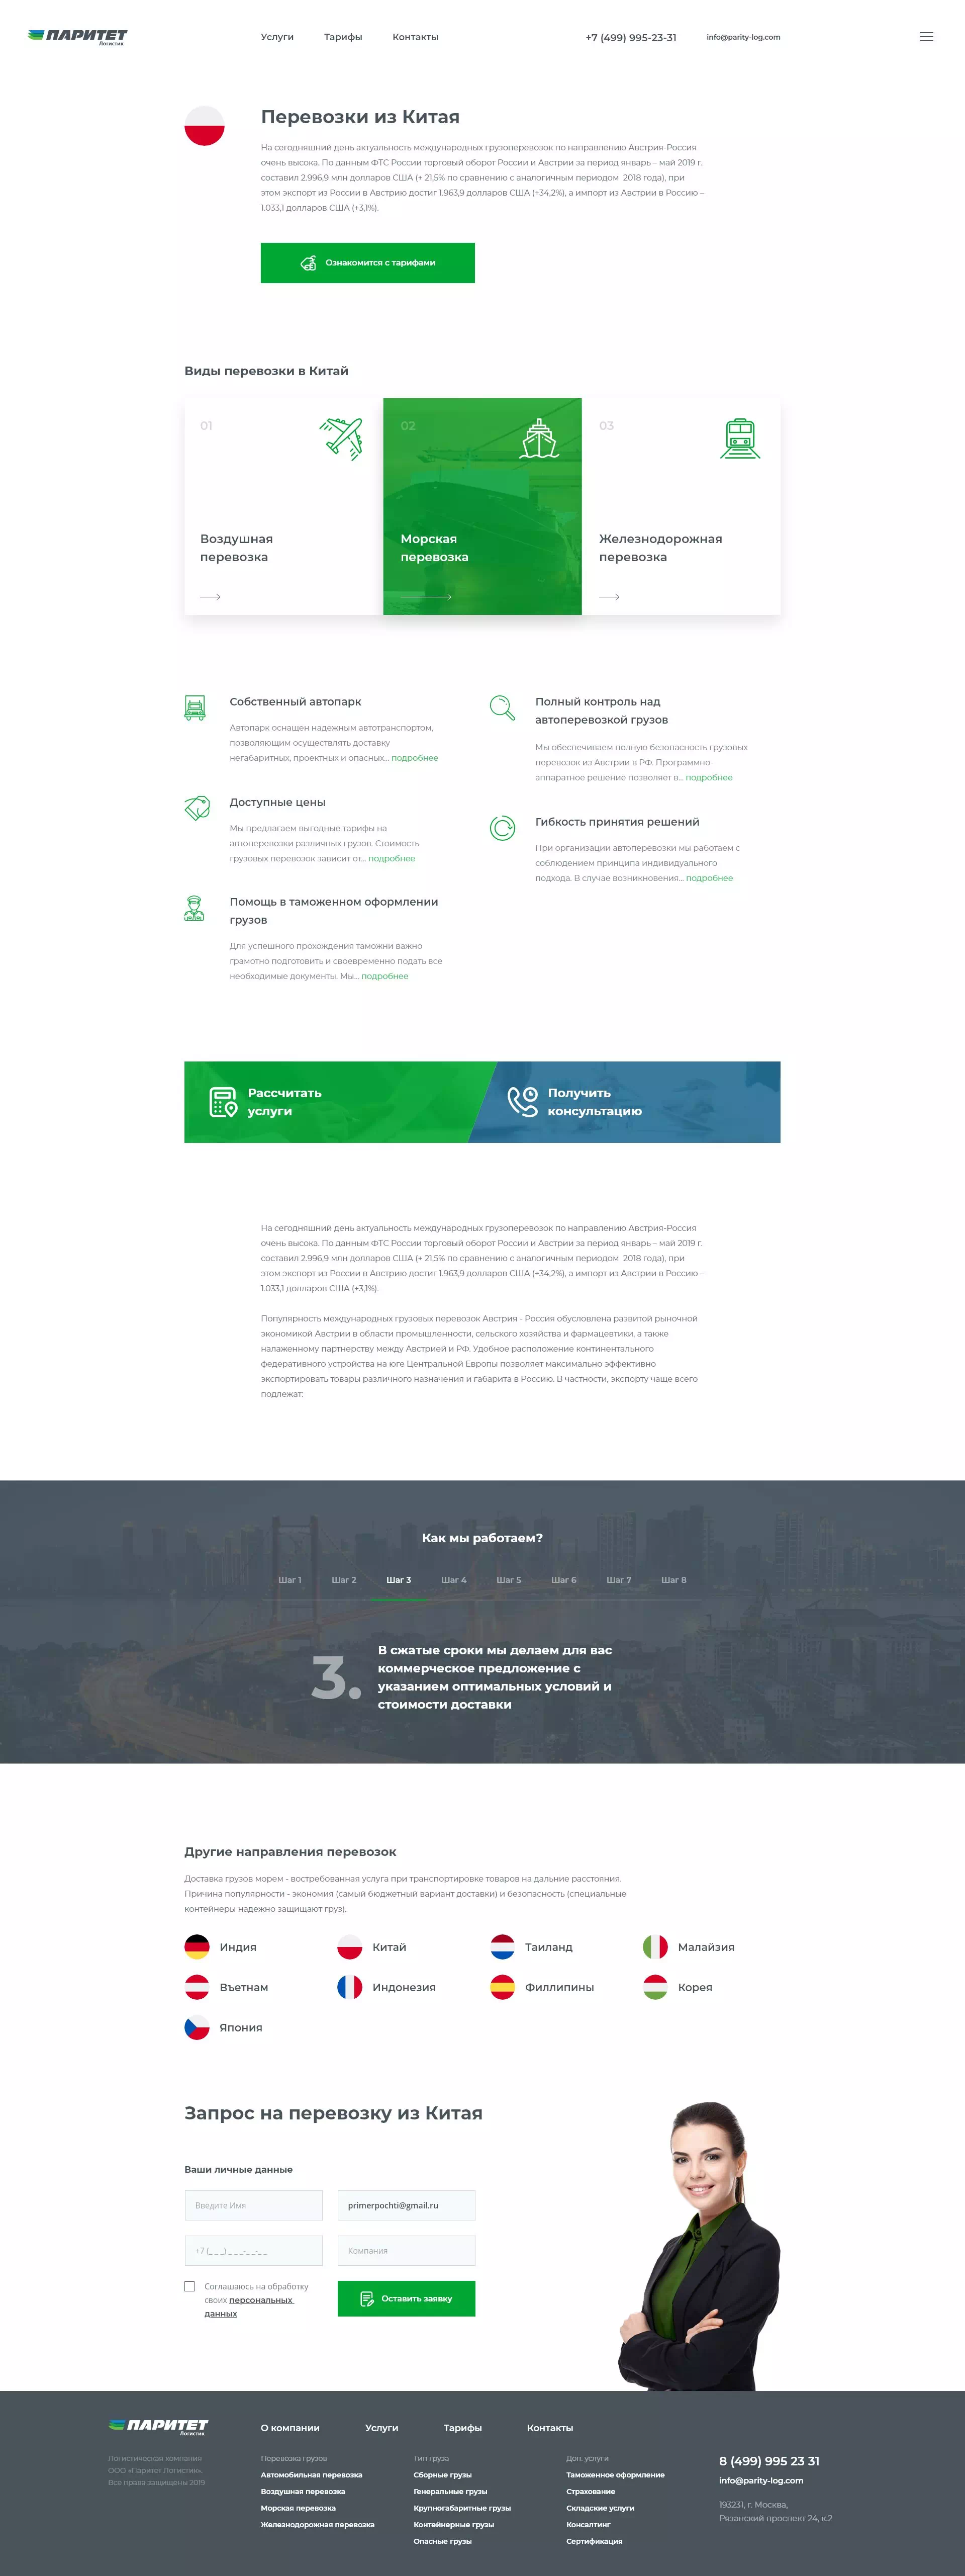 ПАРИТЕТ
Логистик
Услуги
Тарифы
Контакты
+7 (499) 995-23-31
info@parity-log.com
Перевозки из Китая
На сегодняшний день актуальность международных грузоперевозок по направлению Австрия-Россия
очень высока. По данным ФТС России торговый оборот России и Австрии за период январь – май 2019 г.
составил 2.996,9 млн долларов США (+ 21,5% по сравнению с аналогичным периодом 2018 года), при
этом экспорт из России в Австрию достиг 1.963,9 долларов США (+34,2%), а импорт из Австрии в Россию –
1.033,1 долларов США (+3,1%).
Ознакомится с тарифами
Виды перевозки в Китай
01
Воздушная
перевозка
02
Морская
перевозка
03
Железнодорожная
перевозка
Собственный автопарк
Автопарк оснащен надежным автотранспортом,
позволяющим осуществлять доставку
негабаритных, проектных и опасных... подробнее
Доступные цены
Мы предлагаем выгодные тарифы на
автоперевозки различных грузов. Стоимость
грузовых перевозок зависит от... подробнее
Помощь в таможенном оформлении
грузов
Для успешного прохождения таможни важно
грамотно подготовить и своевременно подать все
необходимые документы. Мы... подробнее
Полный контроль над
автоперевозкой грузов
Мы обеспечиваем полную безопасность грузовых
перевозок из Австрии в РФ. Программно-
аппаратное решение позволяет в... подробнее
Гибкость принятия решений
При организации автоперевозки мы работаем с
соблюдением принципа индивидуального
подхода. В случае возникновения... подробнее
Рассчитать
услуги
Получить
консультацию
На сегодняшний день актуальность международных грузоперевозок по направлению Австрия-Россия
очень высока. По данным ФТС России торговый оборот России и Австрии за период январь – май 2019 г.
составил 2.996,9 млн долларов США (+ 21,5% по сравнению с аналогичным периодом 2018 года), при
этом экспорт из России в Австрию достиг 1.963,9 долларов США (+34,2%), а импорт из Австрии в Россию –
1.033,1 долларов США (+3,1%).
Популярность международных грузовых перевозок Австрия - Россия обусловлена развитой рыночной
экономикой Австрии в области промышленности, сельского хозяйства и фармацевтики, а также
налаженному партнерству между Австрией и РФ. Удобное расположение континентального
федеративного устройства на юге Центральной Европы позволяет максимально эффективно
экспортировать товары различного назначения и габарита в Россию. В частности, экспорту чаще всего
подлежат:
Как мы работаем?
Шаг 1
Шаг 2
Шаг 3
Шаг 4
Шаг 5
Шаг 6
Шаг 7
Шаг 8
3.
В сжатые сроки мы делаем для вас
коммерческое предложение с
указанием оптимальных условий и
стоимости доставки
Другие направления перевозок
Доставка грузов морем - востребованная услуга при транспортировке товаров на дальние расстояния.
Причина популярности - экономия (самый бюджетный вариант доставки) и безопасность (специальные
контейнеры надежно защищают груз).
Индия
Китай
Таиланд
Малайзия
Вьетнам
Индонезия
Филлипины
Корея
Япония
Запрос на перевозку из Китая
Ваши личные данные
Введите Имя
primerpochti@gmail.ru
+7 (_ _ _) _ _ _-_ _-_ _
Компания
Соглашаюсь на обработку
своих персональных
данных
Оставить заявку
ПАРИТЕТ
Логистик
Логистическая компания
ООО «Паритет Логистик».
Все права защищены 2019
О компании
Услуги
Тарифы
Контакты
Перевозка грузов
Автомобильная перевозка
Воздушная перевозка
Морская перевозка
Железнодорожная перевозка
Тип груза
Сборные грузы
Генеральные грузы
Крупногабаритные грузы
Контейнерные грузы
Опасные грузы
Доп. услуги
Таможенное оформление
Страхование
Складские услуги
Консалтинг
Сертификация
8 (499) 995 23 31
info@parity-log.com
193231, г. Москва,
Рязанский проспект 24, к.2